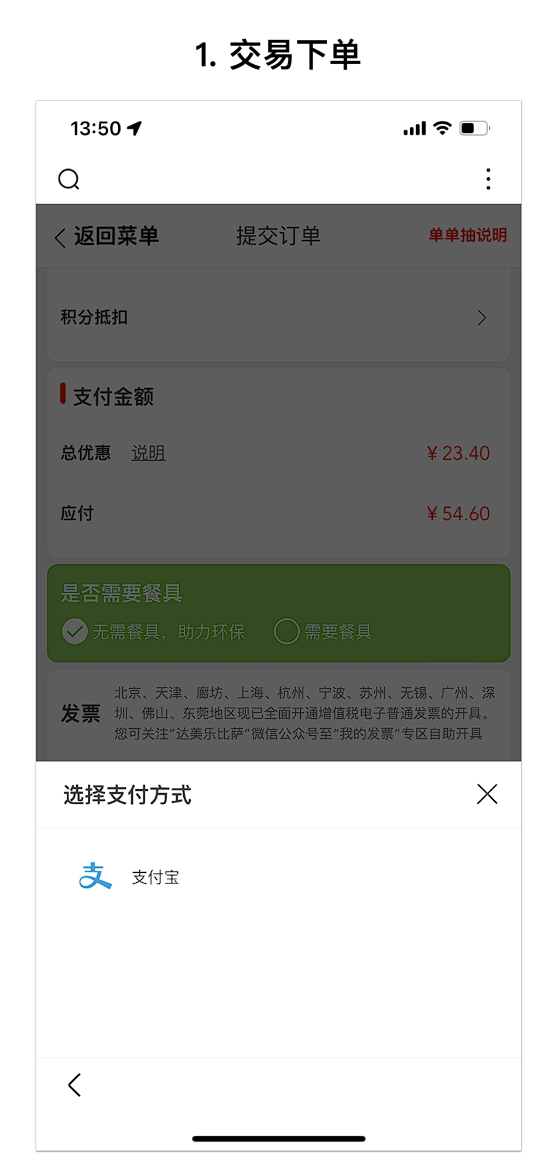 1. 交易下单
13:50
返回菜单 提交订单 单单抽说明
积分抵扣
支付金额
总优惠 说明 ¥23.40
应付 ¥54.60
是否需要餐具
无需餐具，助力环保 需要餐具
发票
北京、天津、廊坊、上海、杭州、宁波、苏州、无锡、广州、深
圳、佛山、东莞地区现已全面开通增值税电子普通发票的开具。
您可关注“达美乐比萨”微信公众号至“我的发票”专区自助开具
选择支付方式
支 支付宝